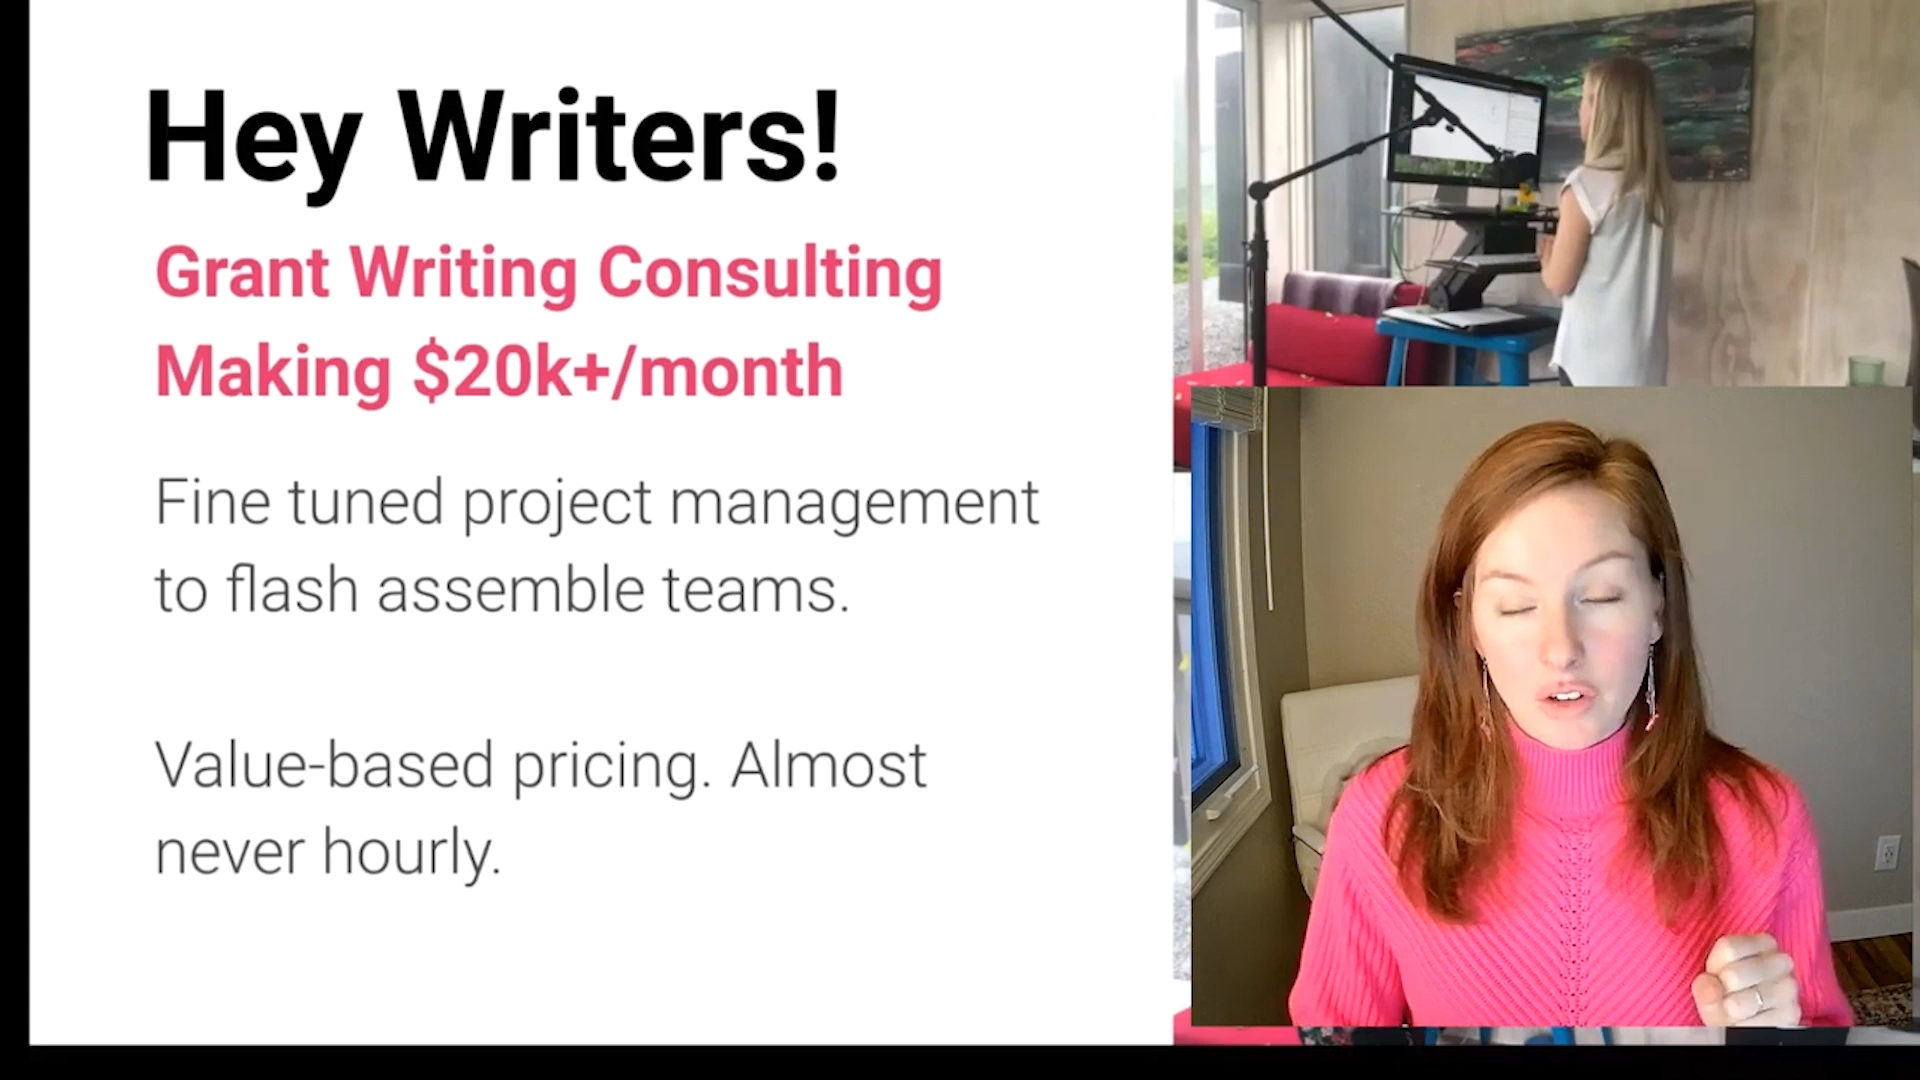 Hey Writers!
Grant Writing Consulting
Making $20k+/month
Fine tuned project management
to flash assemble teams.
Value-based pricing. Almost
never hourly.